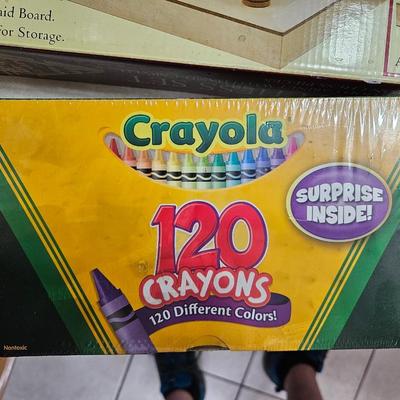 aid Board.
for Storage.
Crayola
SURPRISE
INSIDE!
120
CRAYONS
120 Different Colors!
Nontoxic